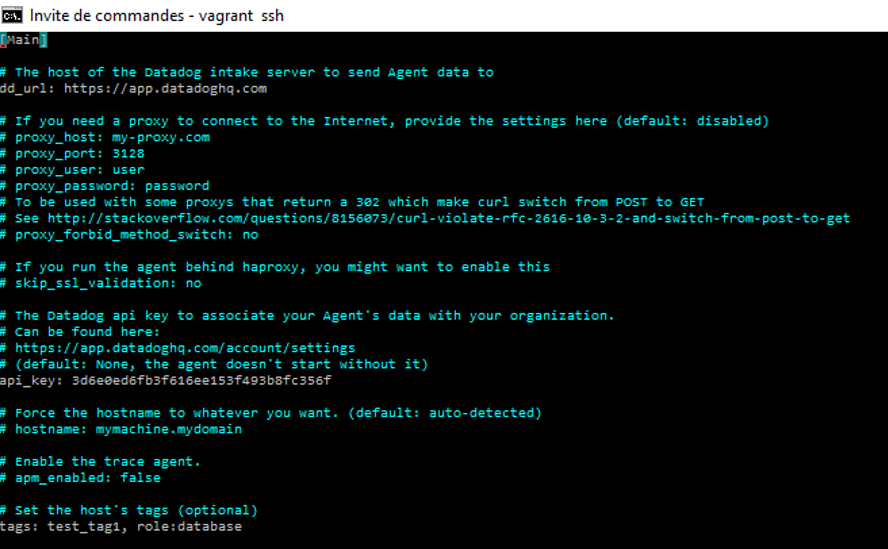 Invite de commandes - vagrant ssh
[Main]
# The host of the Datadog intake server to send Agent data to
dd_url: https://app.datadoghq.com
# If you need a proxy to connect to the Internet, provide the settings here (default: disabled)
# proxy_host: my-proxy.com
# proxy_port: 3128
# proxy_user: user
# proxy_password: password
# To be used with some proxys that return a 302 which make curl switch from POST to GET
# See http://stackoverflow.com/questions/8156073/curl-violate-rfc-2616-10-3-2-and-switch-from-post-to-get
# proxy_forbid_method_switch: no
# If you run the agent behind haproxy, you might want to enable this
# skip_ssl_validation: no
# The Datadog api key to associate your Agent's data with your organization.
# Can be found here:
# https://app.datadoghq.com/account/settings
# (default: None, the agent doesn't start without it)
api_key: 3d6e0ed6fb3f616ee153f493b8fc356f
# Force the hostname to whatever you want. (default: auto-detected)
# hostname: mymachine.mydomain
# Enable the trace agent.
# apm_enabled: false
# Set the host's tags (optional)
tags: test_tag1, role:database